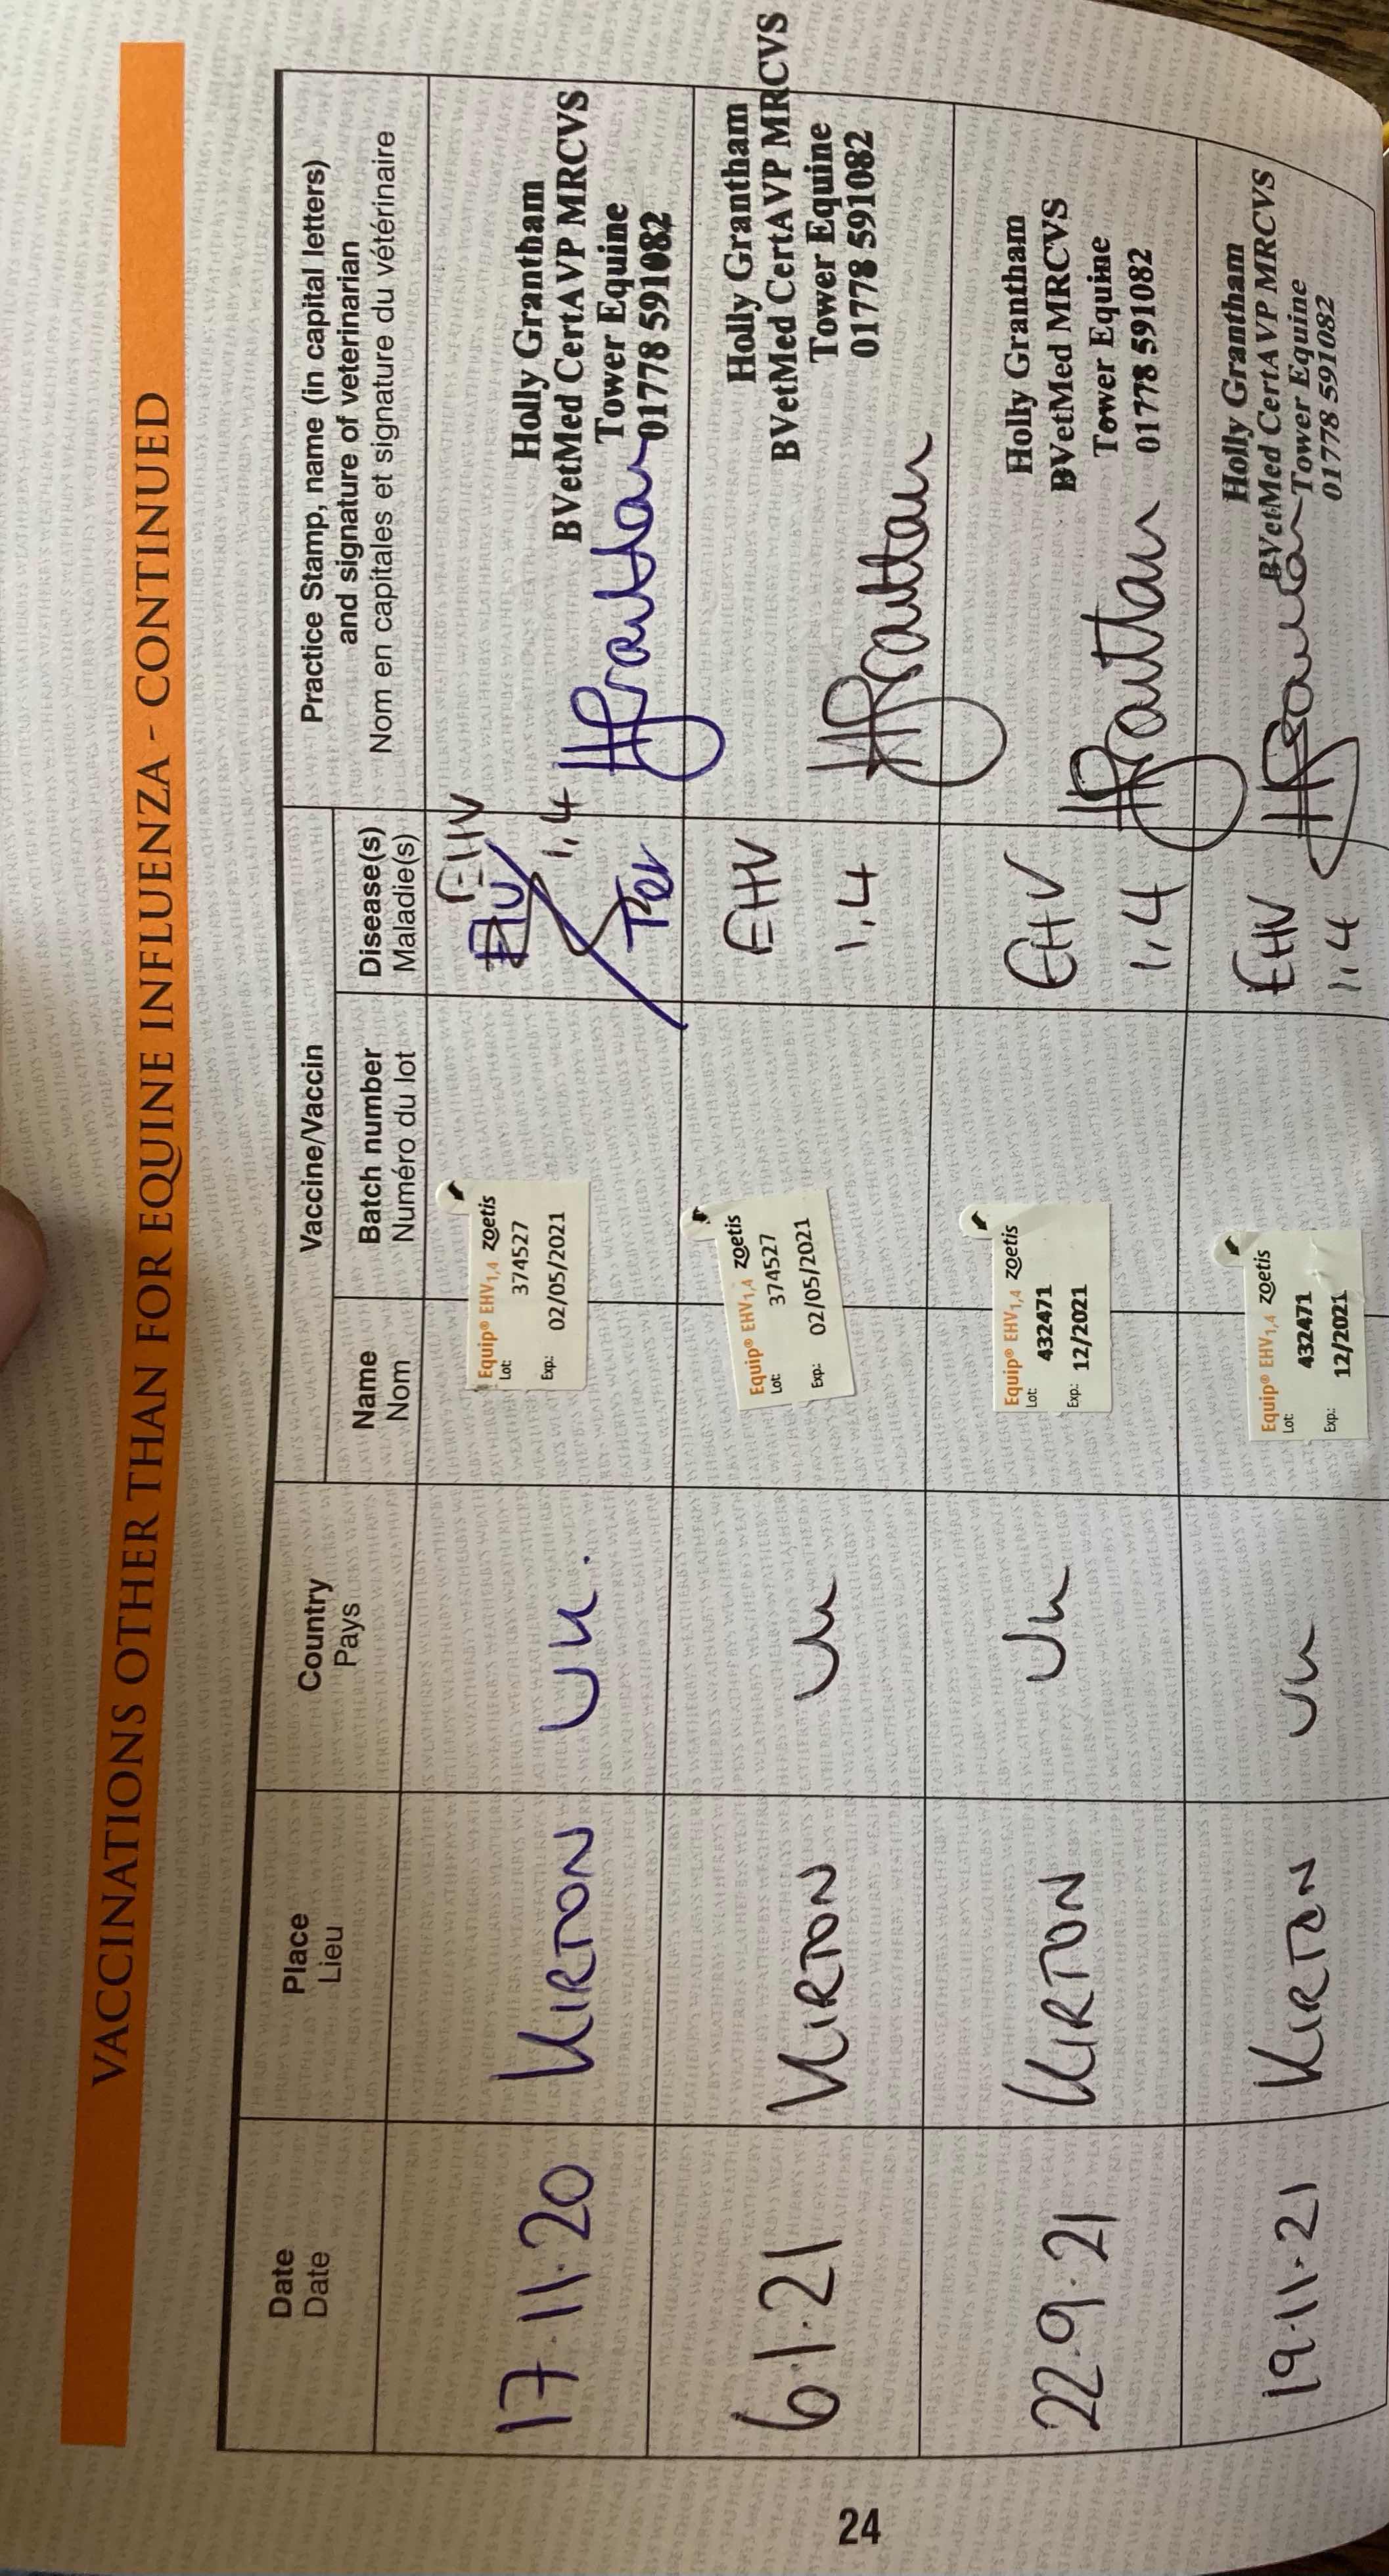 VACCINATIONS OTHER THAN FOR EQUINE INFLUENZA - CONTINUED
Date
Date
Place
Lieu
Country
Pays
Vaccine/Vaccin
Name
Nom
Batch number
Numéro du lot
Disease(s)
Maladie(s)
Practice Stamp, name (in capital letters)
and signature of veterinarian
Nom en capitales et signature du vétérinaire
17.11.20
KIRTON
UK.
Equip® EHV1,4 zoetis
Lot: 374527
Exp.: 02/05/2021
EHV
1,4
Holly Grantham
BVetMed CertAVP MRCVS
Tower Equine
01778 591082
HGrantham
6.1.21
KIRTON
UK
Equip® EHV1,4 zoetis
Lot: 374527
Exp.: 02/05/2021
EHV
1,4
Holly Grantham
BVetMed CertAVP MRCVS
Tower Equine
01778 591082
HGrantham
22.9.21
KIRTON
UK
Equip® EHV1,4 zoetis
Lot: 432471
Exp.: 12/2021
EHV
1,4
Holly Grantham
BVetMed MRCVS
Tower Equine
01778 591082
HGrantham
19.11.21
KIRTON
UK
Equip® EHV1,4 zoetis
Lot: 432471
Exp.: 12/2021
EHV
1,4
Holly Grantham
BVetMed CertAVP MRCVS
Tower Equine
01778 591082
HGrantham
24